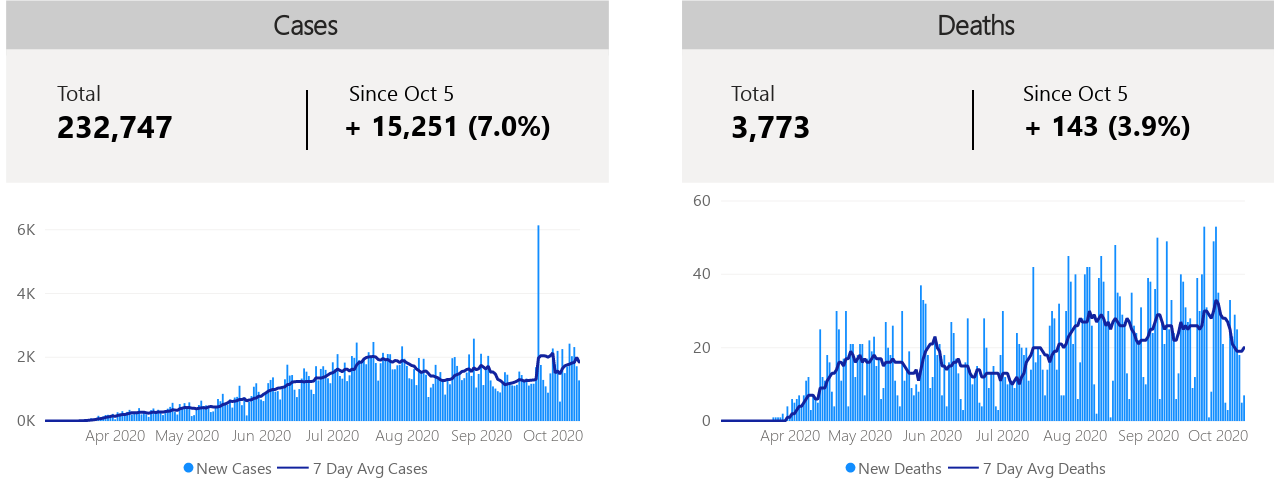 Cases
Total
232,747
Since Oct 5
+ 15,251 (7.0%)
6K
4K
2K
0K
Apr 2020 May 2020 Jun 2020 Jul 2020 Aug 2020 Sep 2020 Oct 2020
New Cases 7 Day Avg Cases
Deaths
Total
3,773
Since Oct 5
+ 143 (3.9%)
60
40
20
0
Apr 2020 May 2020 Jun 2020 Jul 2020 Aug 2020 Sep 2020 Oct 2020
New Deaths 7 Day Avg Deaths